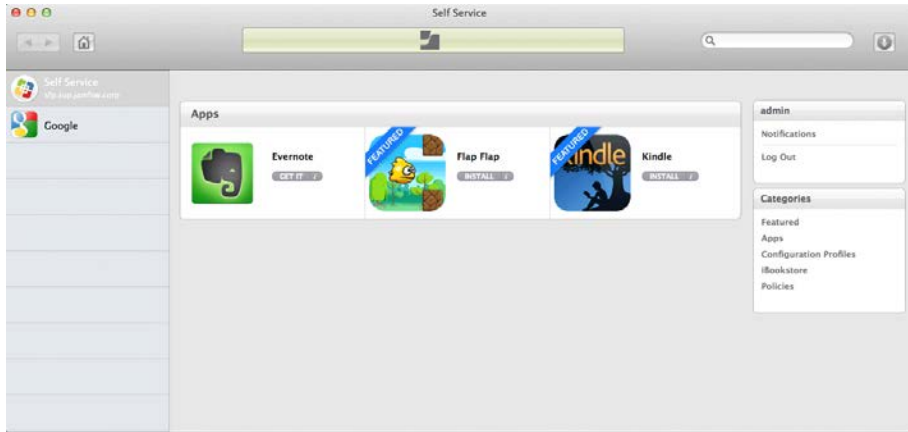 Self Service
Self Service
Google
Apps
Evernote
GET IT i
FEATURED
Flap Flap
INSTALL i
FEATURED
kindle
Kindle
INSTALL i
admin
Notifications
Log Out
Categories
Featured
Apps
Configuration Profiles
iBookstore
Policies